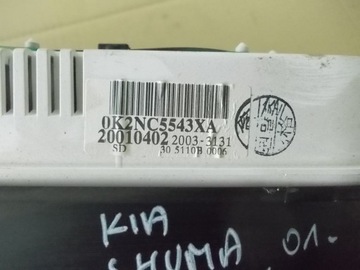 0K2NC5543XA
20010402 2003-3131
SD 30 5110B 0006
KIA
SHUMA 01-